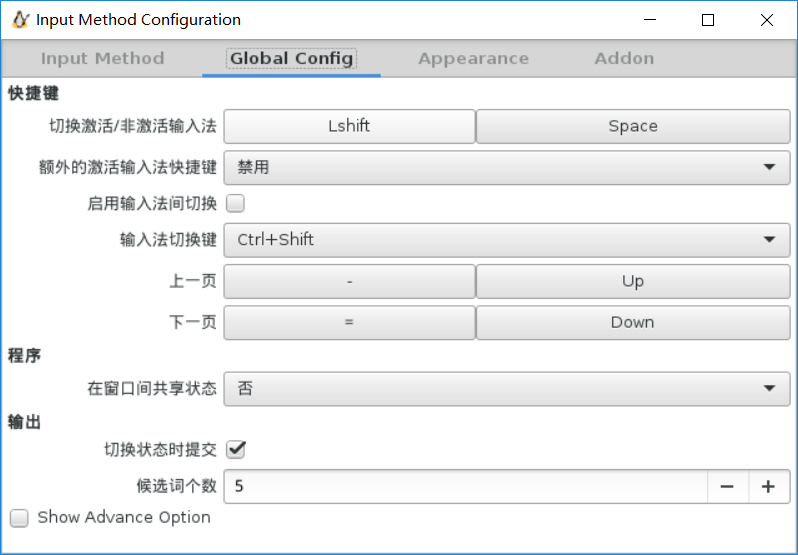 Input Method Configuration
Input Method Global Config Appearance Addon
快捷键
切换激活/非激活输入法 Lshift Space
额外的激活输入法快捷键 禁用
启用输入法间切换
输入法切换键 Ctrl+Shift
上一页 - Up
下一页 = Down
程序
在窗口间共享状态 否
输出
切换状态时提交
候选词个数 5
Show Advance Option